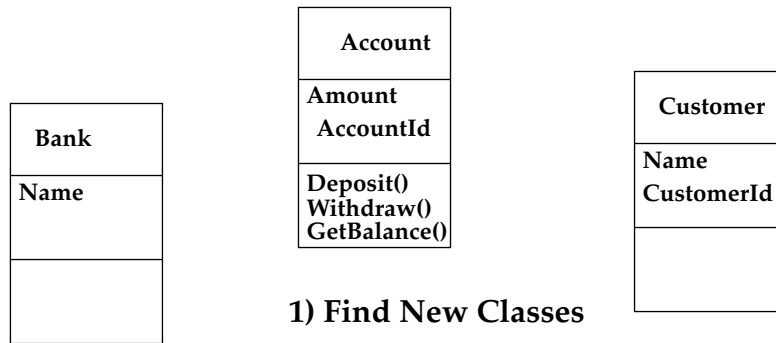 Account
Amount
AccountId
Deposit()
Withdraw()
GetBalance()
Bank
Name
Customer
Name
CustomerId
1) Find New Classes